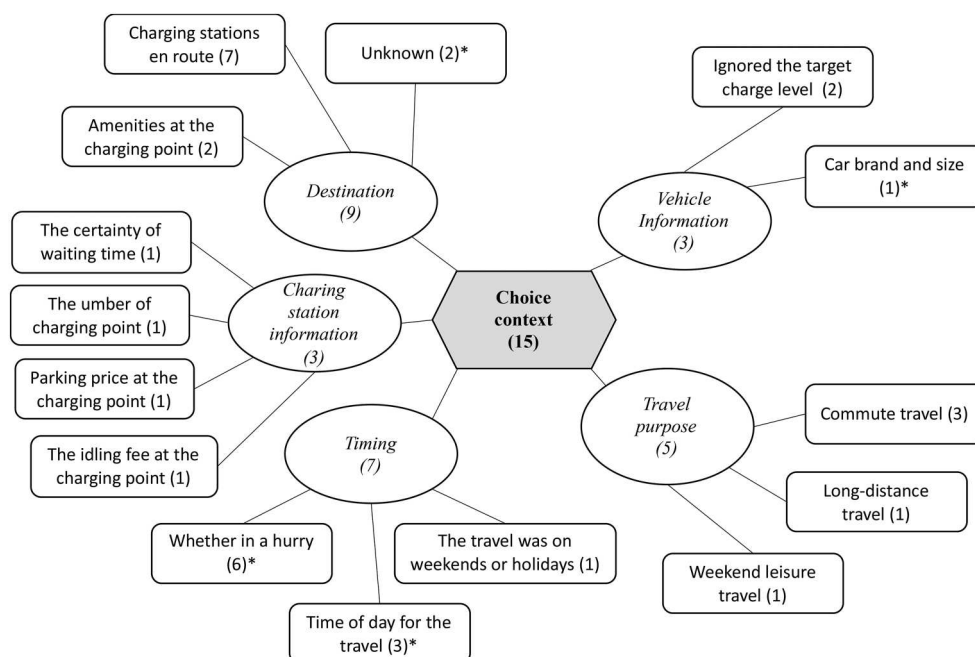 Charging stations
en route (7)
Unknown (2)*
Ignored the target
charge level (2)
Amenities at the
charging point (2)
Destination
(9)
Vehicle
Information
(3)
Car brand and size
(1)*
The certainty of
waiting time (1)
Charing
station
information
(3)
Choice
context
(15)
The umber of
charging point (1)
Parking price at the
charging point (1)
Travel
purpose
(5)
Commute travel (3)
The idling fee at the
charging point (1)
Timing
(7)
Long-distance
travel (1)
Whether in a hurry
(6)*
The travel was on
weekends or holidays (1)
Weekend leisure
travel (1)
Time of day for the
travel (3)*